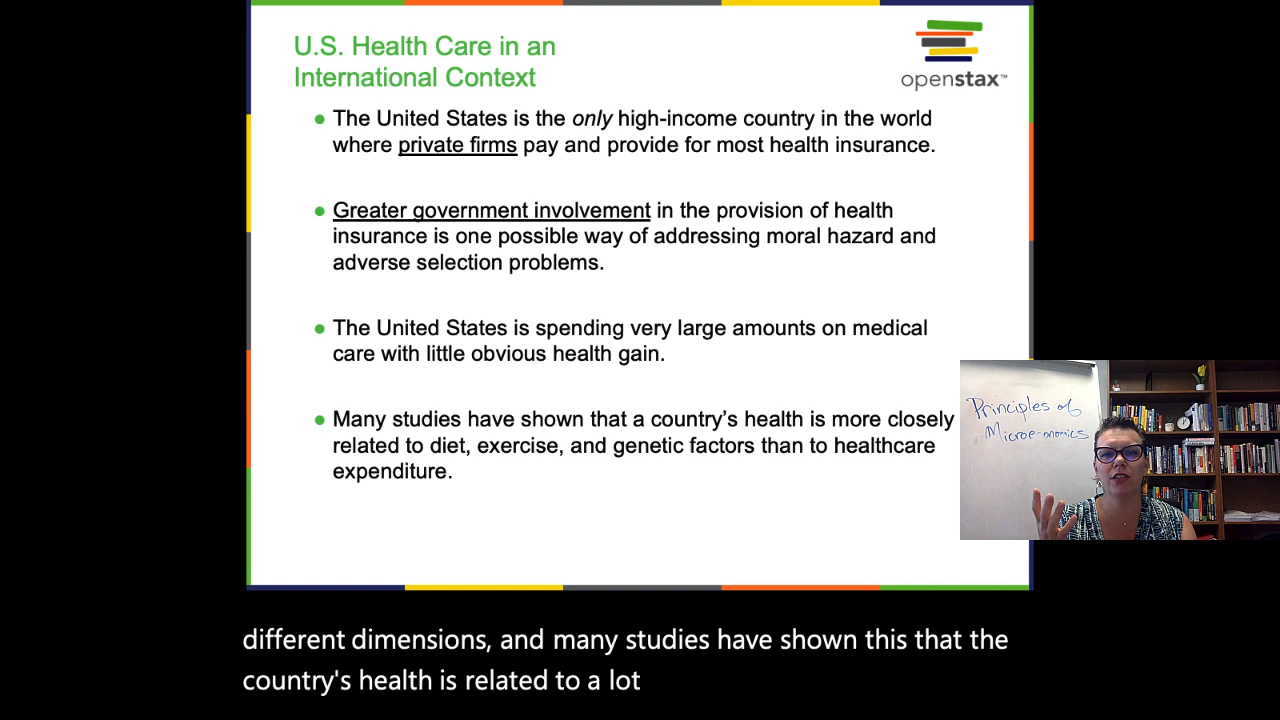 U.S. Health Care in an
International Context
openstax™
● The United States is the only high-income country in the world
where private firms pay and provide for most health insurance.
● Greater government involvement in the provision of health
insurance is one possible way of addressing moral hazard and
adverse selection problems.
● The United States is spending very large amounts on medical
care with little obvious health gain.
● Many studies have shown that a country’s health is more closely
related to diet, exercise, and genetic factors than to healthcare
expenditure.
Principles of
Microeconomics
different dimensions, and many studies have shown this that the
country's health is related to a lot